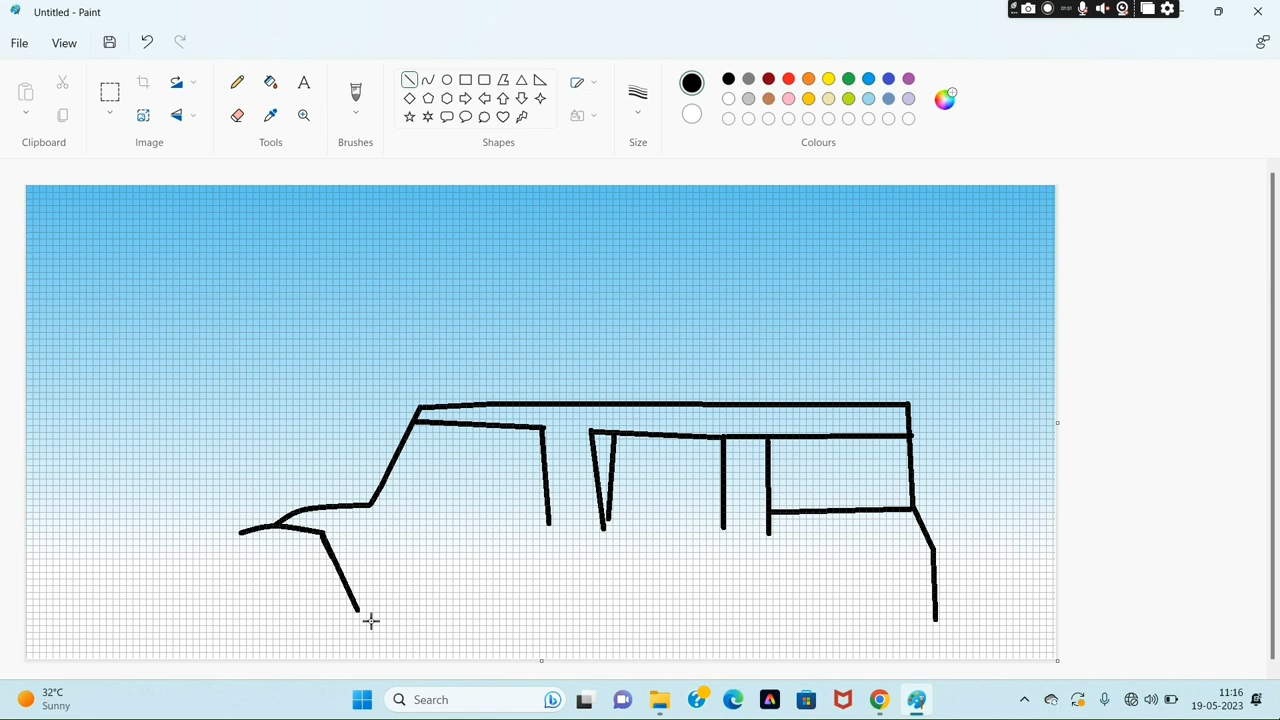 Untitled - Paint
File
View
Clipboard
Image
Tools
Brushes
Shapes
Size
Colours
32°C
Sunny
Search
11:16
19-05-2023